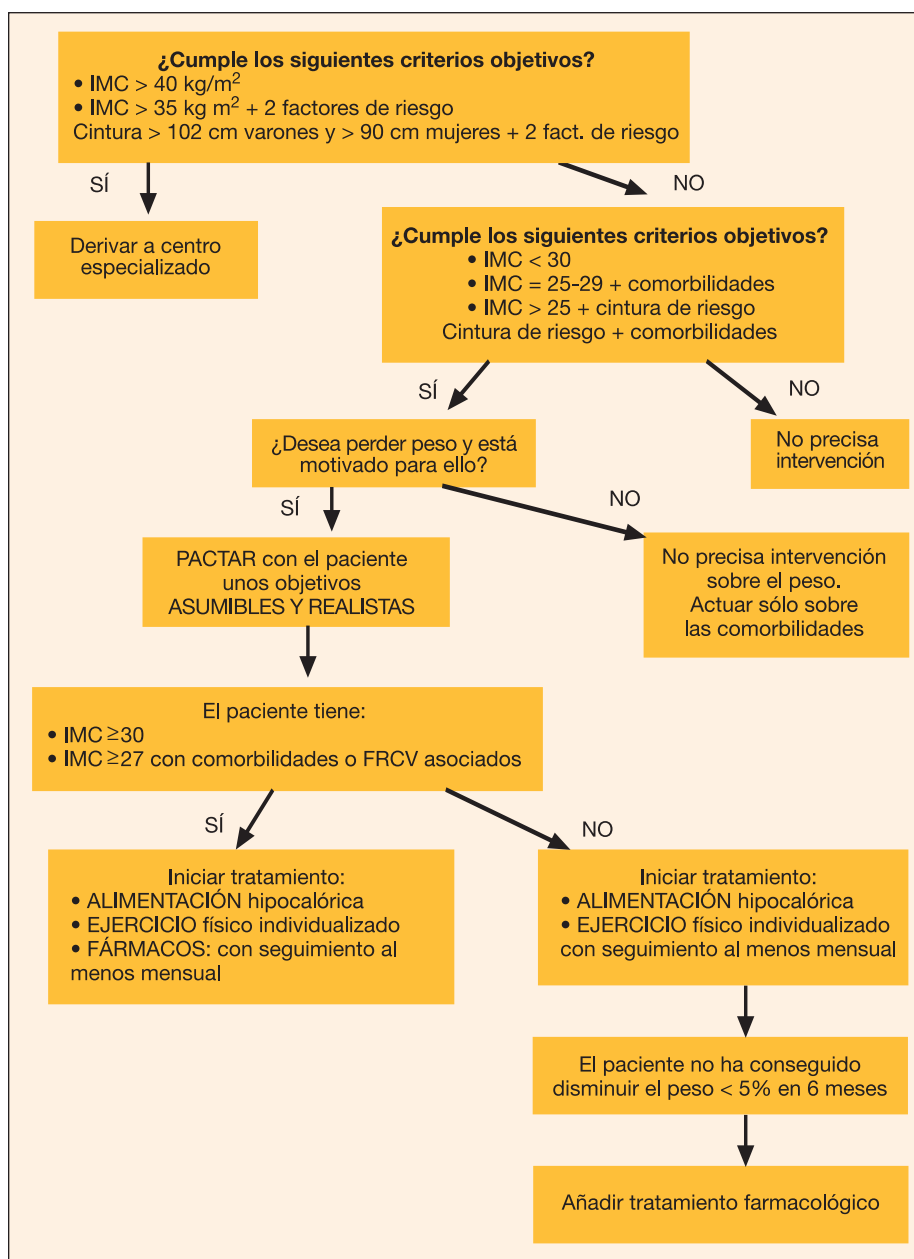 ¿Cumple los siguientes criterios objetivos?
• IMC > 40 kg/m²
• IMC > 35 kg m² + 2 factores de riesgo
Cintura > 102 cm varones y > 90 cm mujeres + 2 fact. de riesgo
SÍ
NO
Derivar a centro
especializado
¿Cumple los siguientes criterios objetivos?
• IMC < 30
• IMC = 25-29 + comorbilidades
• IMC > 25 + cintura de riesgo
Cintura de riesgo + comorbilidades
SÍ
NO
¿Desea perder peso y está
motivado para ello?
No precisa
intervención
SÍ
NO
PACTAR con el paciente
unos objetivos
ASUMIBLES Y REALISTAS
No precisa intervención
sobre el peso.
Actuar sólo sobre
las comorbilidades
El paciente tiene:
• IMC ≥30
• IMC ≥27 con comorbilidades o FRCV asociados
SÍ
NO
Iniciar tratamiento:
• ALIMENTACIÓN hipocalórica
• EJERCICIO físico individualizado
• FÁRMACOS: con seguimiento al
menos mensual
Iniciar tratamiento:
• ALIMENTACIÓN hipocalórica
• EJERCICIO físico individualizado
con seguimiento al menos mensual
El paciente no ha conseguido
disminuir el peso < 5% en 6 meses
Añadir tratamiento farmacológico